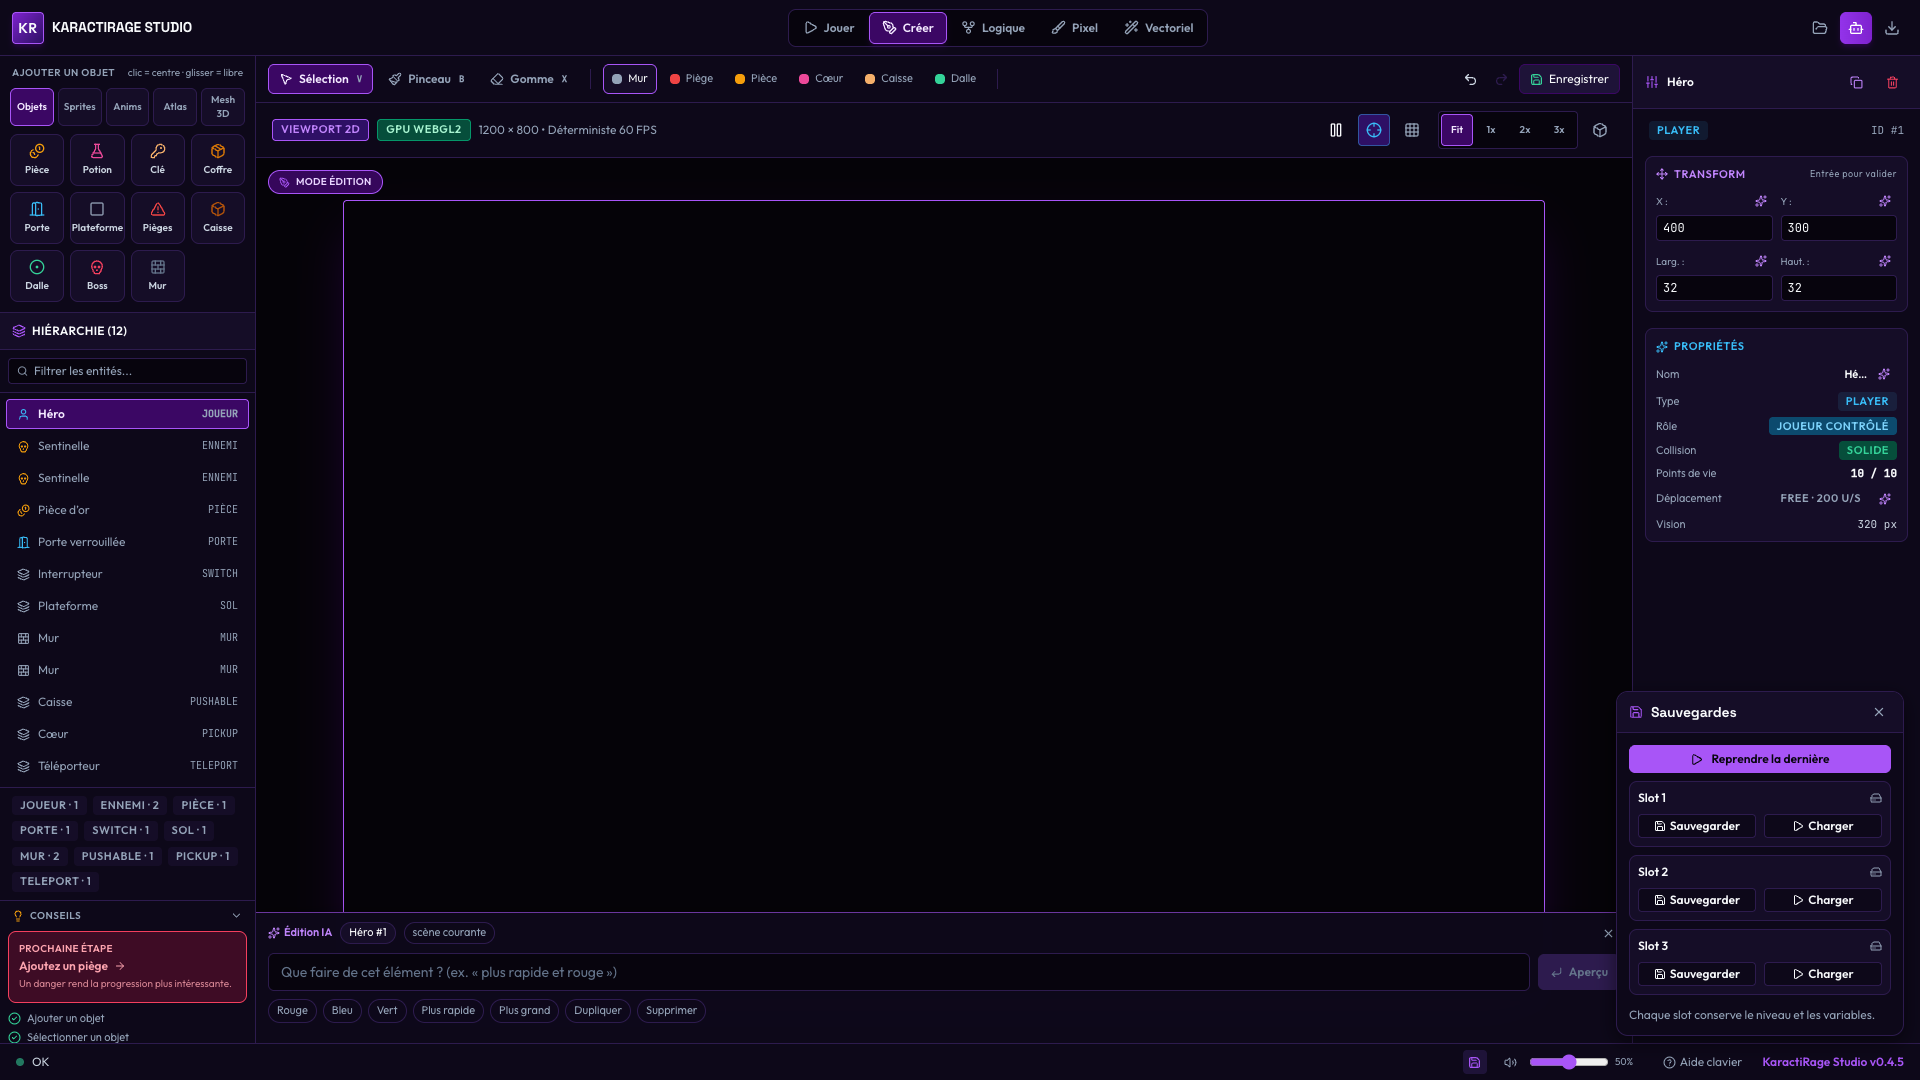 KR KARACTIRAGE STUDIO
Jouer Créer Logique Pixel Vectoriel
AJOUTER UN OBJET clic = centre · glisser = libre
Objets Sprites Anims Atlas Mesh 3D
Pièce Potion Clé Coffre
Porte Plateforme Pièges Caisse
Dalle Boss Mur
HIÉRARCHIE (12)
Filtrer les entités...
Héro JOUEUR
Sentinelle ENNEMI
Sentinelle ENNEMI
Pièce d'or PIÈCE
Porte verrouillée PORTE
Interrupteur SWITCH
Plateforme SOL
Mur MUR
Mur MUR
Caisse PUSHABLE
Cœur PICKUP
Téléporteur TELEPORT
JOUEUR · 1 ENNEMI · 2 PIÈCE · 1
PORTE · 1 SWITCH · 1 SOL · 1
MUR · 2 PUSHABLE · 1 PICKUP · 1
TELEPORT · 1
CONSEILS
PROCHAINE ÉTAPE
Ajoutez un piège →
Un danger rend la progression plus intéressante.
Ajouter un objet
Sélectionner un objet
OK
Sélection V Pinceau B Gomme X Mur Piège Pièce Cœur Caisse Dalle Enregistrer
VIEWPORT 2D GPU WEBGL2 1200 × 800 • Déterministe 60 FPS Fit 1x 2x 3x
MODE ÉDITION
Édition IA Héro #1 scène courante
Que faire de cet élément ? (ex. « plus rapide et rouge »)
Aperçu
Rouge Bleu Vert Plus rapide Plus grand Dupliquer Supprimer
Héro
PLAYER ID #1
TRANSFORM Entrée pour valider
X : Y :
400 300
Larg. : Haut. :
32 32
PROPRIÉTÉS
Nom Hé...
Type PLAYER
Rôle JOUEUR CONTRÔLÉ
Collision SOLIDE
Points de vie 10 / 10
Déplacement FREE · 200 U/S
Vision 320 px
Sauvegardes
Reprendre la dernière
Slot 1
Sauvegarder Charger
Slot 2
Sauvegarder Charger
Slot 3
Sauvegarder Charger
Chaque slot conserve le niveau et les variables.
50% Aide clavier KaractiRage Studio v0.4.5